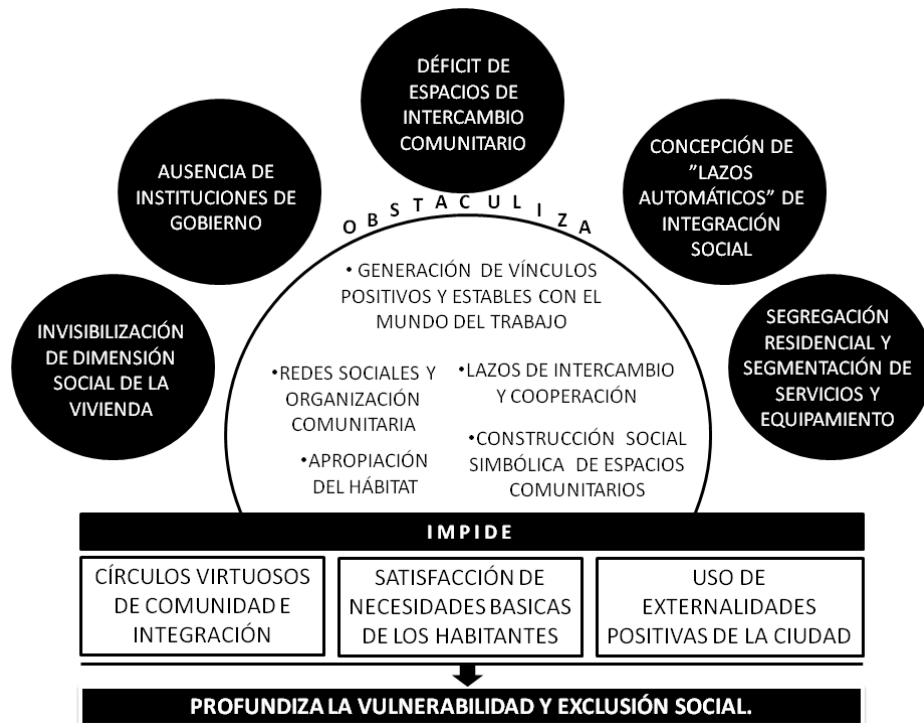 DÉFICIT DE
ESPACIOS DE
INTERCAMBIO
COMUNITARIO
AUSENCIA DE
INSTITUCIONES DE
GOBIERNO
CONCEPCIÓN DE
”LAZOS
AUTOMÁTICOS” DE
INTEGRACIÓN
SOCIAL
INVISIBILIZACIÓN
DE DIMENSIÓN
SOCIAL DE LA
VIVIENDA
SEGREGACIÓN
RESIDENCIAL Y
SEGMENTACIÓN DE
SERVICIOS Y
EQUIPAMIENTO
OBSTACULIZA
• GENERACIÓN DE VÍNCULOS
POSITIVOS Y ESTABLES CON EL
MUNDO DEL TRABAJO
• REDES SOCIALES Y
ORGANIZACIÓN
COMUNITARIA
• LAZOS DE INTERCAMBIO
Y COOPERACIÓN
• APROPIACIÓN
DEL HÁBITAT
• CONSTRUCCIÓN SOCIAL
SIMBÓLICA DE ESPACIOS
COMUNITARIOS
IMPIDE
CÍRCULOS VIRTUOSOS
DE COMUNIDAD E
INTEGRACIÓN
SATISFACCIÓN DE
NECESIDADES BASICAS
DE LOS HABITANTES
USO DE
EXTERNALIDADES
POSITIVAS DE LA CIUDAD
PROFUNDIZA LA VULNERABILIDAD Y EXCLUSIÓN SOCIAL.